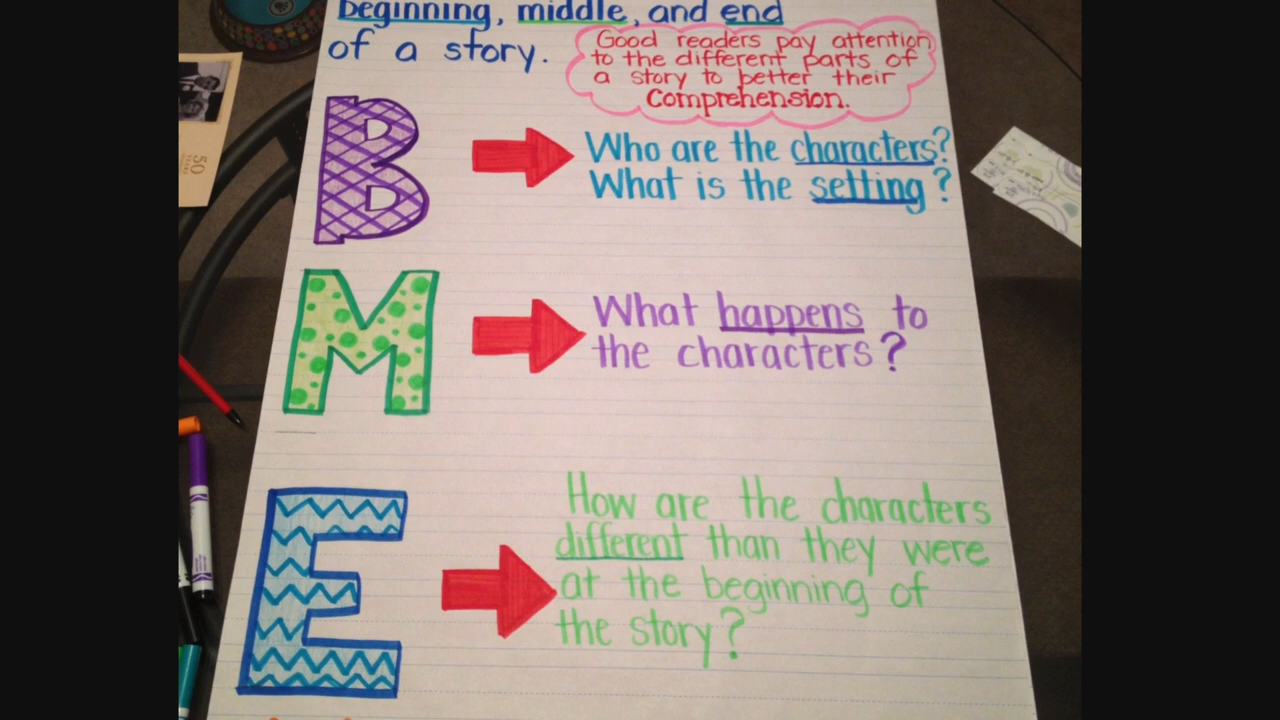 beginning, middle, and end
of a story.
Good readers pay attention
to the different parts of
a story to better their
Comprehension.
B
Who are the characters?
What is the setting?
M
What happens to
the characters?
E
How are the characters
different than they were
at the beginning of
the story?
50
YEARS